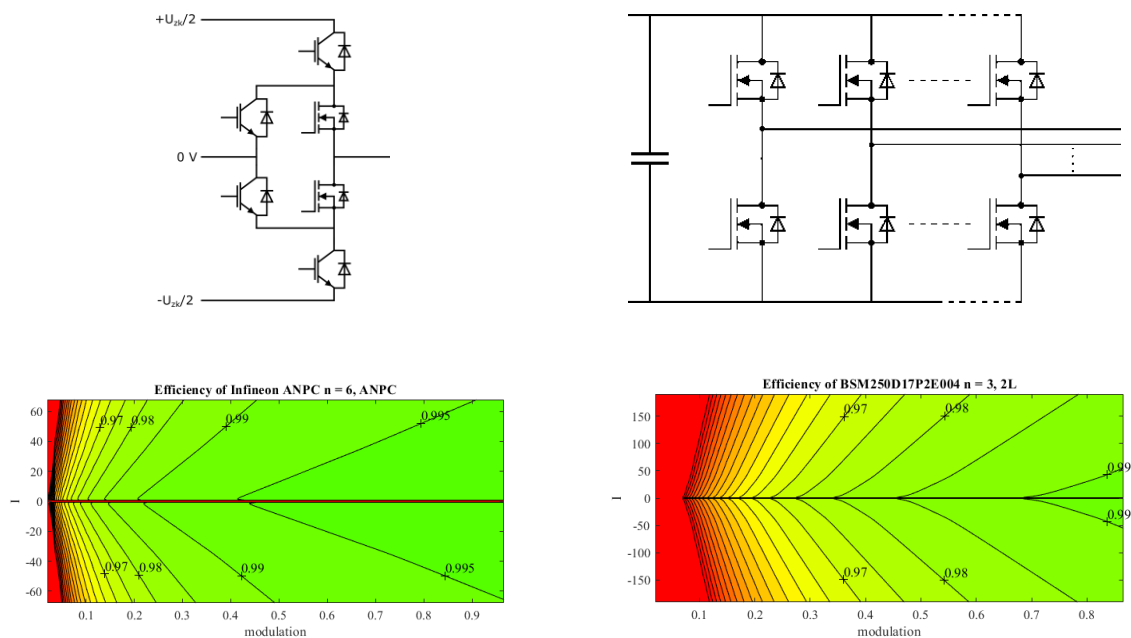 +Uzk/2
0 V
-Uzk/2
Efficiency of Infineon ANPC n = 6, ANPC
60
40
20
0
-20
-40
-60
I
0.97
0.98
0.99
0.995
0.97
0.98
0.99
0.995
0.1 0.2 0.3 0.4 0.5 0.6 0.7 0.8 0.9
modulation
Efficiency of BSM250D17P2E004 n = 3, 2L
150
100
50
0
-50
-100
-150
I
0.97
0.98
0.99
0.99
0.97
0.98
0.1 0.2 0.3 0.4 0.5 0.6 0.7 0.8
modulation